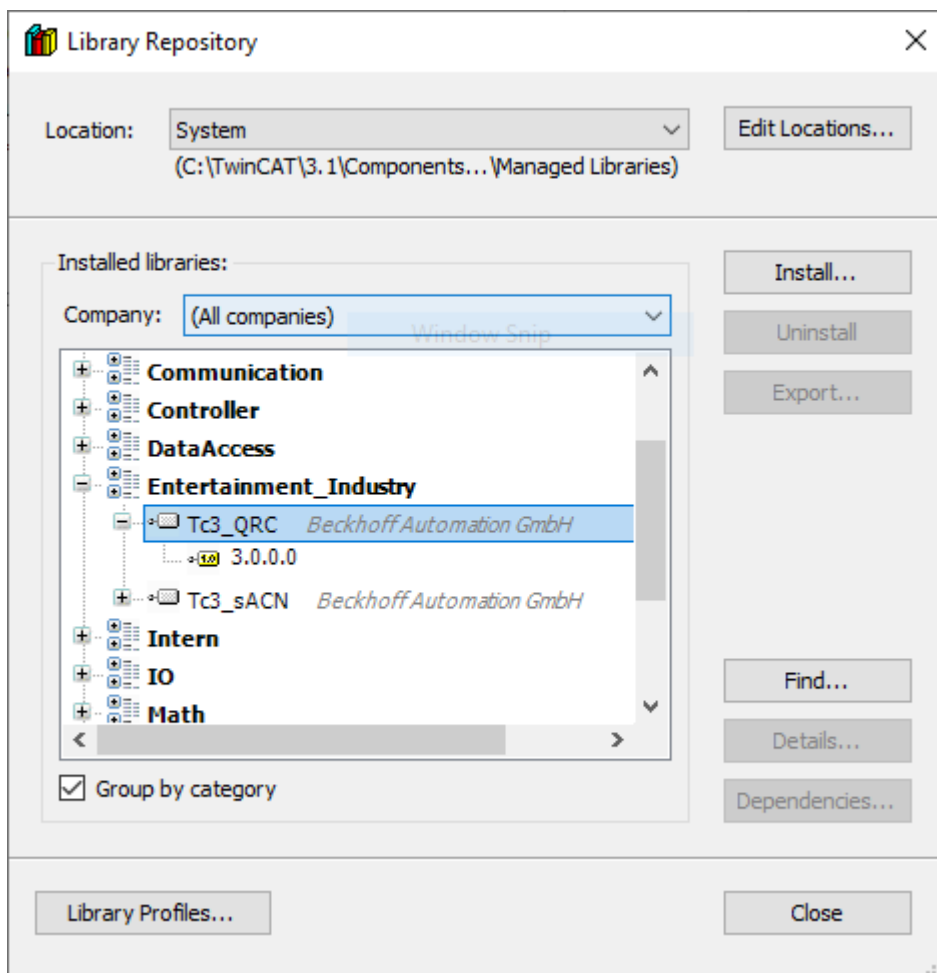 Library Repository
Location: System Edit Locations...
(C:\TwinCAT\3.1\Components...\Managed Libraries)
Installed libraries:
Install...
Company: (All companies)
Window Snip
Uninstall
Communication
Export...
Controller
DataAccess
Entertainment_Industry
Tc3_QRC Beckhoff Automation GmbH
1.0 3.0.0.0
Tc3_sACN Beckhoff Automation GmbH
Intern
IO
Find...
Math
Details...
Group by category
Dependencies...
Library Profiles... Close